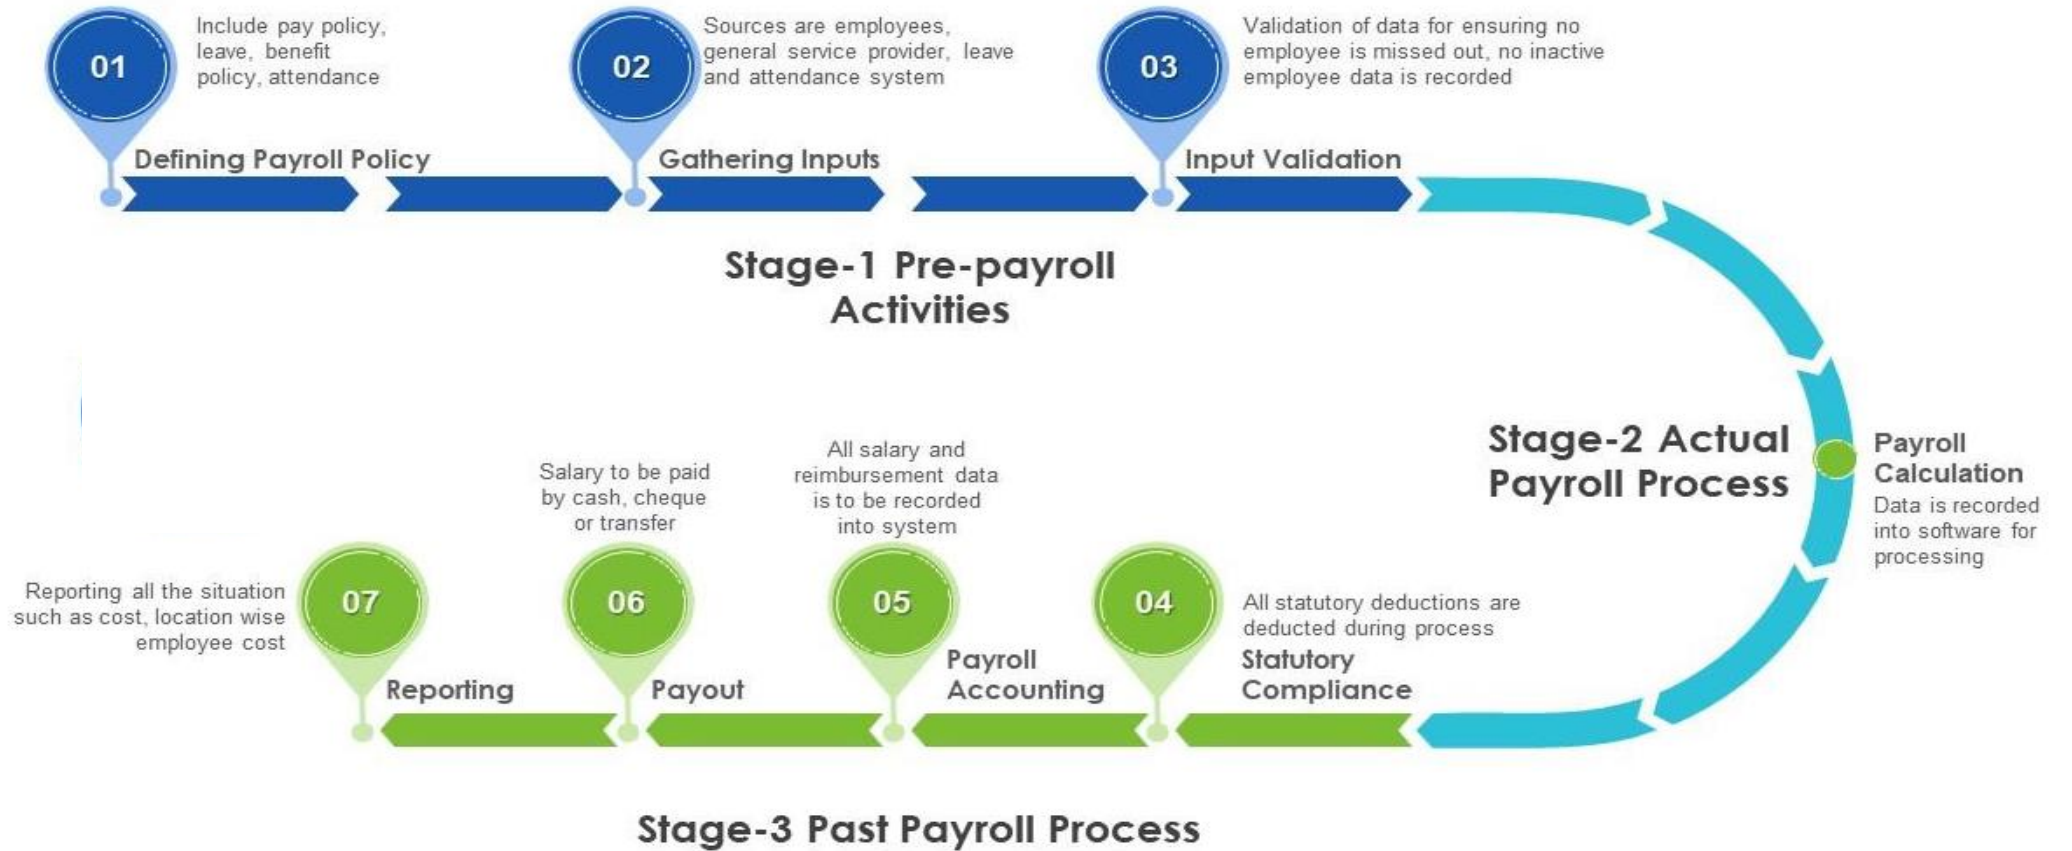 01
Include pay policy,
leave, benefit
policy, attendance
Defining Payroll Policy
02
Sources are employees,
general service provider, leave
and attendance system
Gathering Inputs
03
Validation of data for ensuring no
employee is missed out, no inactive
employee data is recorded
Input Validation
Stage-1 Pre-payroll
Activities
Stage-2 Actual
Payroll Process
Payroll
Calculation
Data is recorded
into software for
processing
04
All statutory deductions are
deducted during process
Statutory
Compliance
05
All salary and
reimbursement data
is to be recorded
into system
Payroll
Accounting
06
Salary to be paid
by cash, cheque
or transfer
Payout
07
Reporting all the situation
such as cost, location wise
employee cost
Reporting
Stage-3 Past Payroll Process